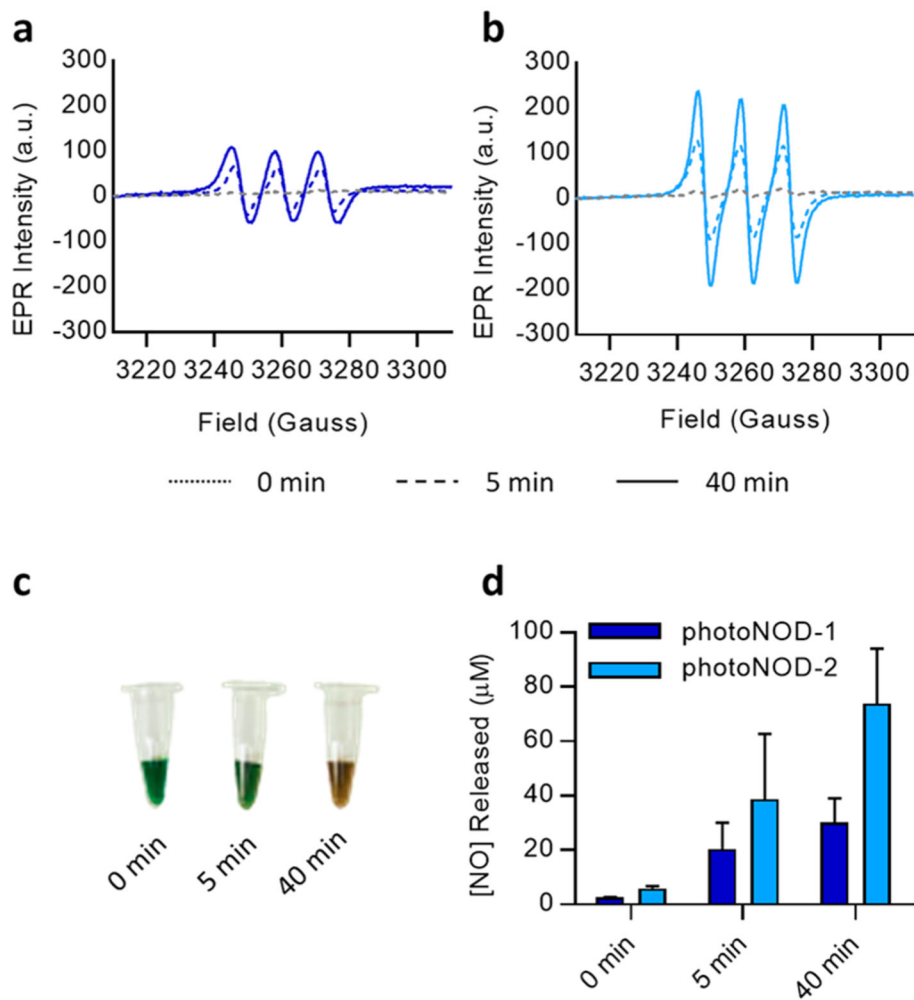 a
300
200
100
0
-100
-200
-300
EPR Intensity (a.u.)
3220 3240 3260 3280 3300
Field (Gauss)
b
300
200
100
0
-100
-200
-300
EPR Intensity (a.u.)
3220 3240 3260 3280 3300
Field (Gauss)
0 min 5 min 40 min
c
0 min
5 min
40 min
d
photoNOD-1
photoNOD-2
100
80
60
40
20
0
[NO] Released (μM)
0 min
5 min
40 min